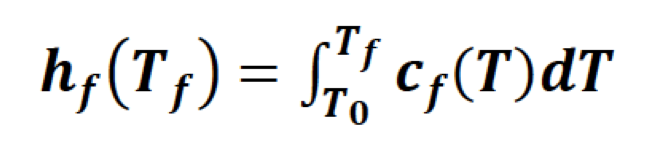 h_f(T_f) = ∫_{T_0}^{T_f} c_f(T)dT